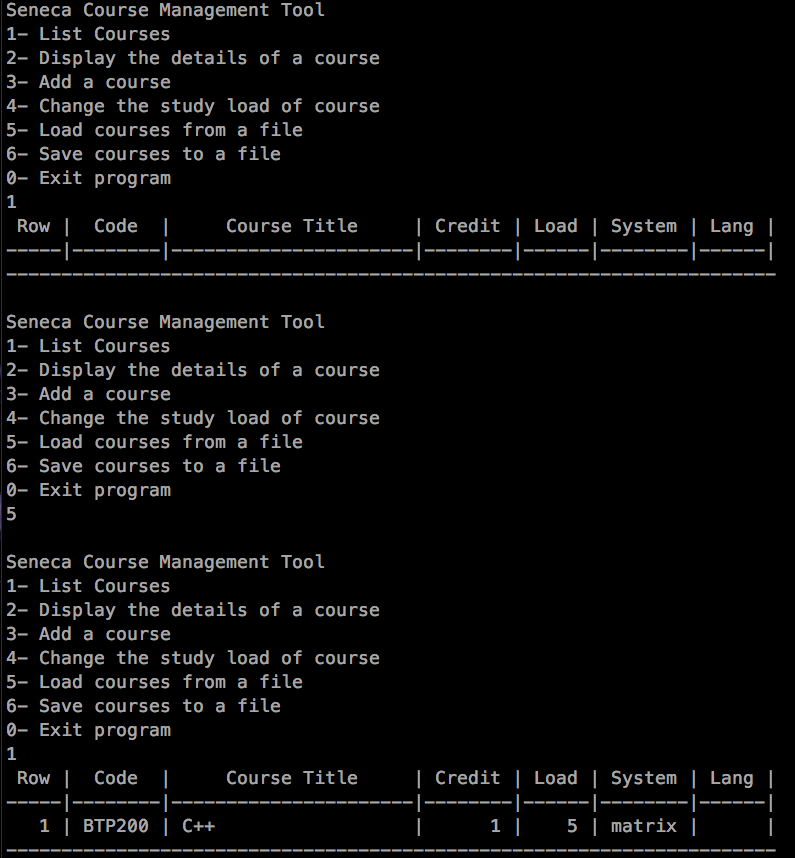 Seneca Course Management Tool
1- List Courses
2- Display the details of a course
3- Add a course
4- Change the study load of course
5- Load courses from a file
6- Save courses to a file
0- Exit program
1
 Row |  Code  |     Course Title     | Credit | Load | System | Lang |
-----|--------|----------------------|--------|------|--------|------|
----------------------------------------------------------------------

Seneca Course Management Tool
1- List Courses
2- Display the details of a course
3- Add a course
4- Change the study load of course
5- Load courses from a file
6- Save courses to a file
0- Exit program
5

Seneca Course Management Tool
1- List Courses
2- Display the details of a course
3- Add a course
4- Change the study load of course
5- Load courses from a file
6- Save courses to a file
0- Exit program
1
 Row |  Code  |     Course Title     | Credit | Load | System | Lang |
-----|--------|----------------------|--------|------|--------|------|
   1 | BTP200 | C++                  |      1 |    5 | matrix |      |
----------------------------------------------------------------------